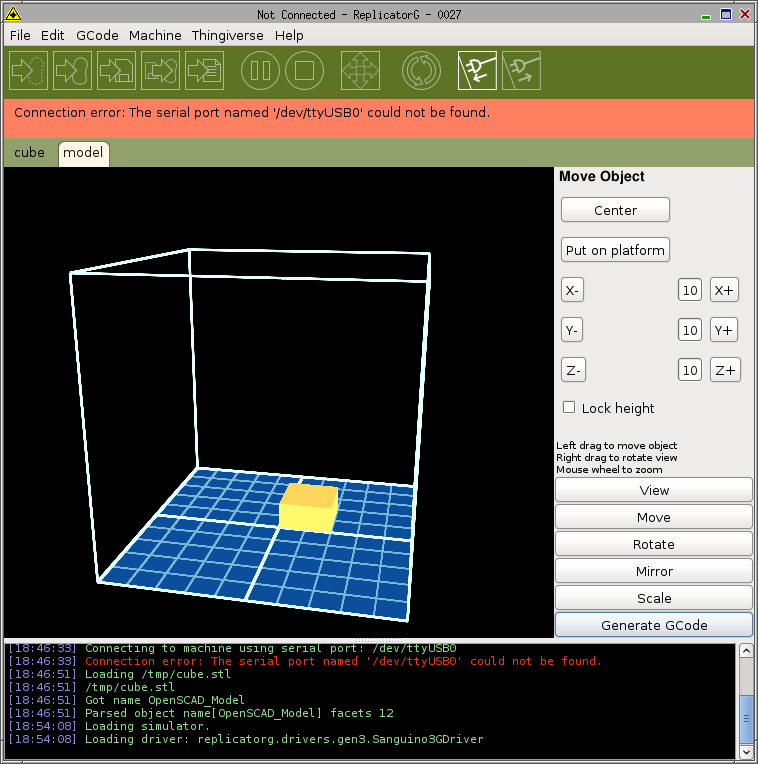 Not Connected - ReplicatorG - 0027
File Edit GCode Machine Thingiverse Help
Connection error: The serial port named '/dev/ttyUSB0' could not be found.
cube model
Move Object
Center
Put on platform
X- 10 X+
Y- 10 Y+
Z- 10 Z+
Lock height
Left drag to move object
Right drag to rotate view
Mouse wheel to zoom
View
Move
Rotate
Mirror
Scale
Generate GCode
[18:46:33] Connecting to machine using serial port: /dev/ttyUSB0
[18:46:33] Connection error: The serial port named '/dev/ttyUSB0' could not be found.
[18:46:51] Loading /tmp/cube.stl
[18:46:51] /tmp/cube.stl
[18:46:51] Got name OpenSCAD_Model
[18:46:51] Parsed object name[OpenSCAD_Model] facets 12
[18:54:08] Loading simulator.
[18:54:08] Loading driver: replicatorg.drivers.gen3.Sanguino3GDriver